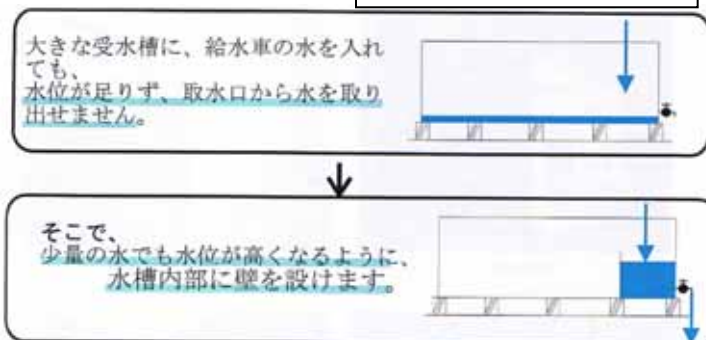 大きな受水槽に、給水車の水を入れ
ても、
水位が足りず、取水口から水を取り
出せません。
そこで、
少量の水でも水位が高くなるように、
水槽内部に壁を設けます。